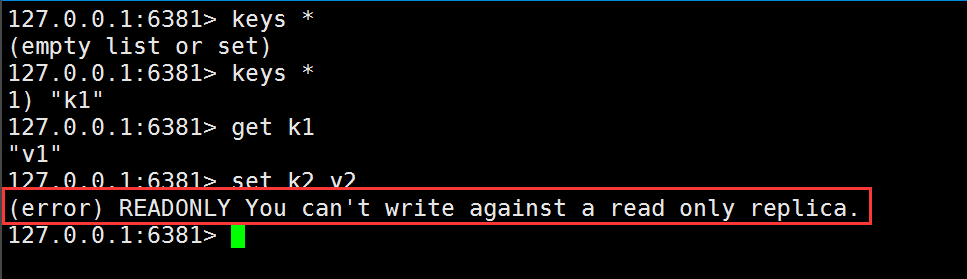 127.0.0.1:6381> keys *
(empty list or set)
127.0.0.1:6381> keys *
1) "k1"
127.0.0.1:6381> get k1
"v1"
127.0.0.1:6381> set k2 v2
(error) READONLY You can't write against a read only replica.
127.0.0.1:6381>